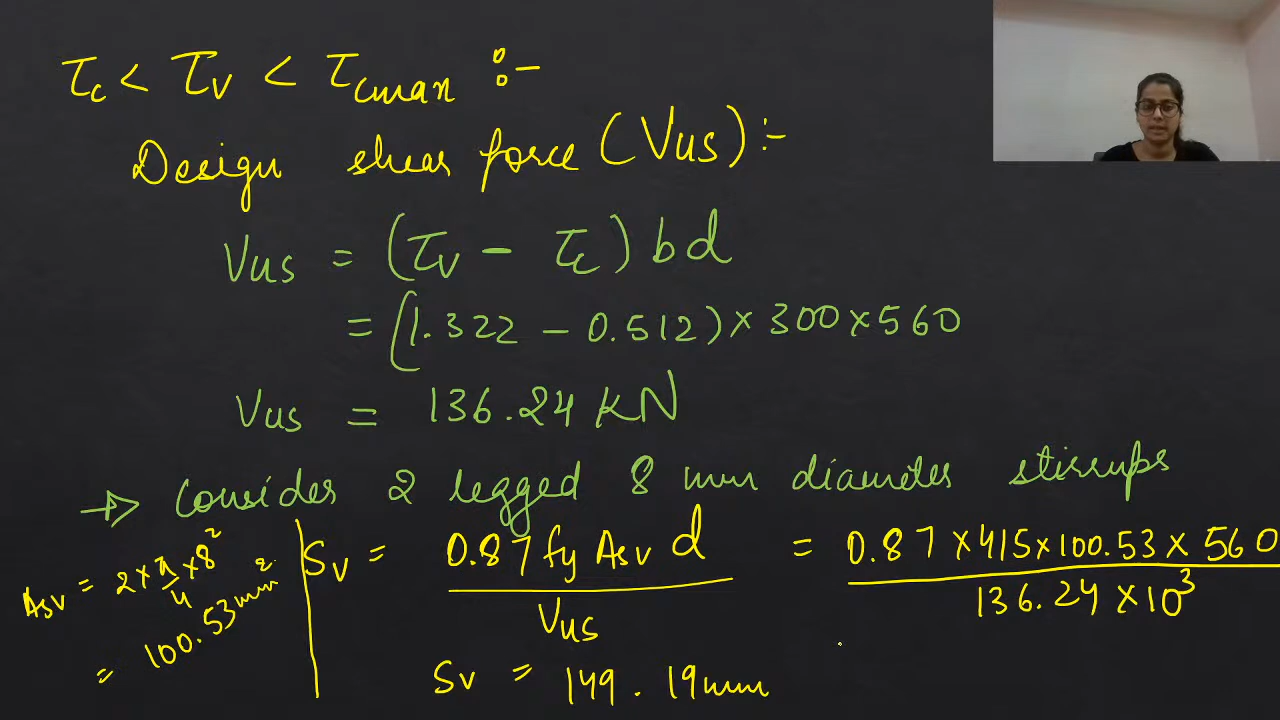 τc < τv < τcmax :-
Design shear force (Vus) :-
Vus = (τv - τc) bd
= (1.322 - 0.512) × 300 × 560
Vus = 136.24 KN
→ Consider 2 legged 8 mm diameter stirrups
Asv = 2 × π/4 × 8²
= 100.53 mm²
Sv = 0.87 fy Asv d / Vus = 0.87 × 415 × 100.53 × 560 / 136.24 × 10³
Sv = 149.19 mm